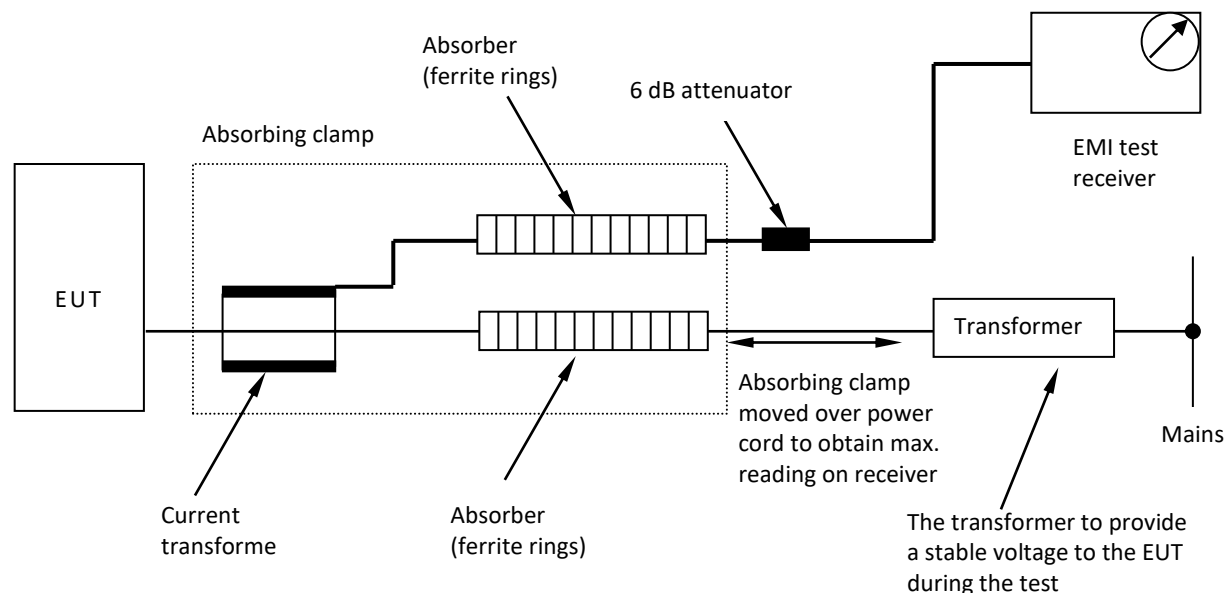 Absorber
(ferrite rings)
6 dB attenuator
Absorbing clamp
EMI test
receiver
EUT
Transformer
Absorbing clamp
moved over power
cord to obtain max.
reading on receiver
Mains
Current
transforme
Absorber
(ferrite rings)
The transformer to provide
a stable voltage to the EUT
during the test